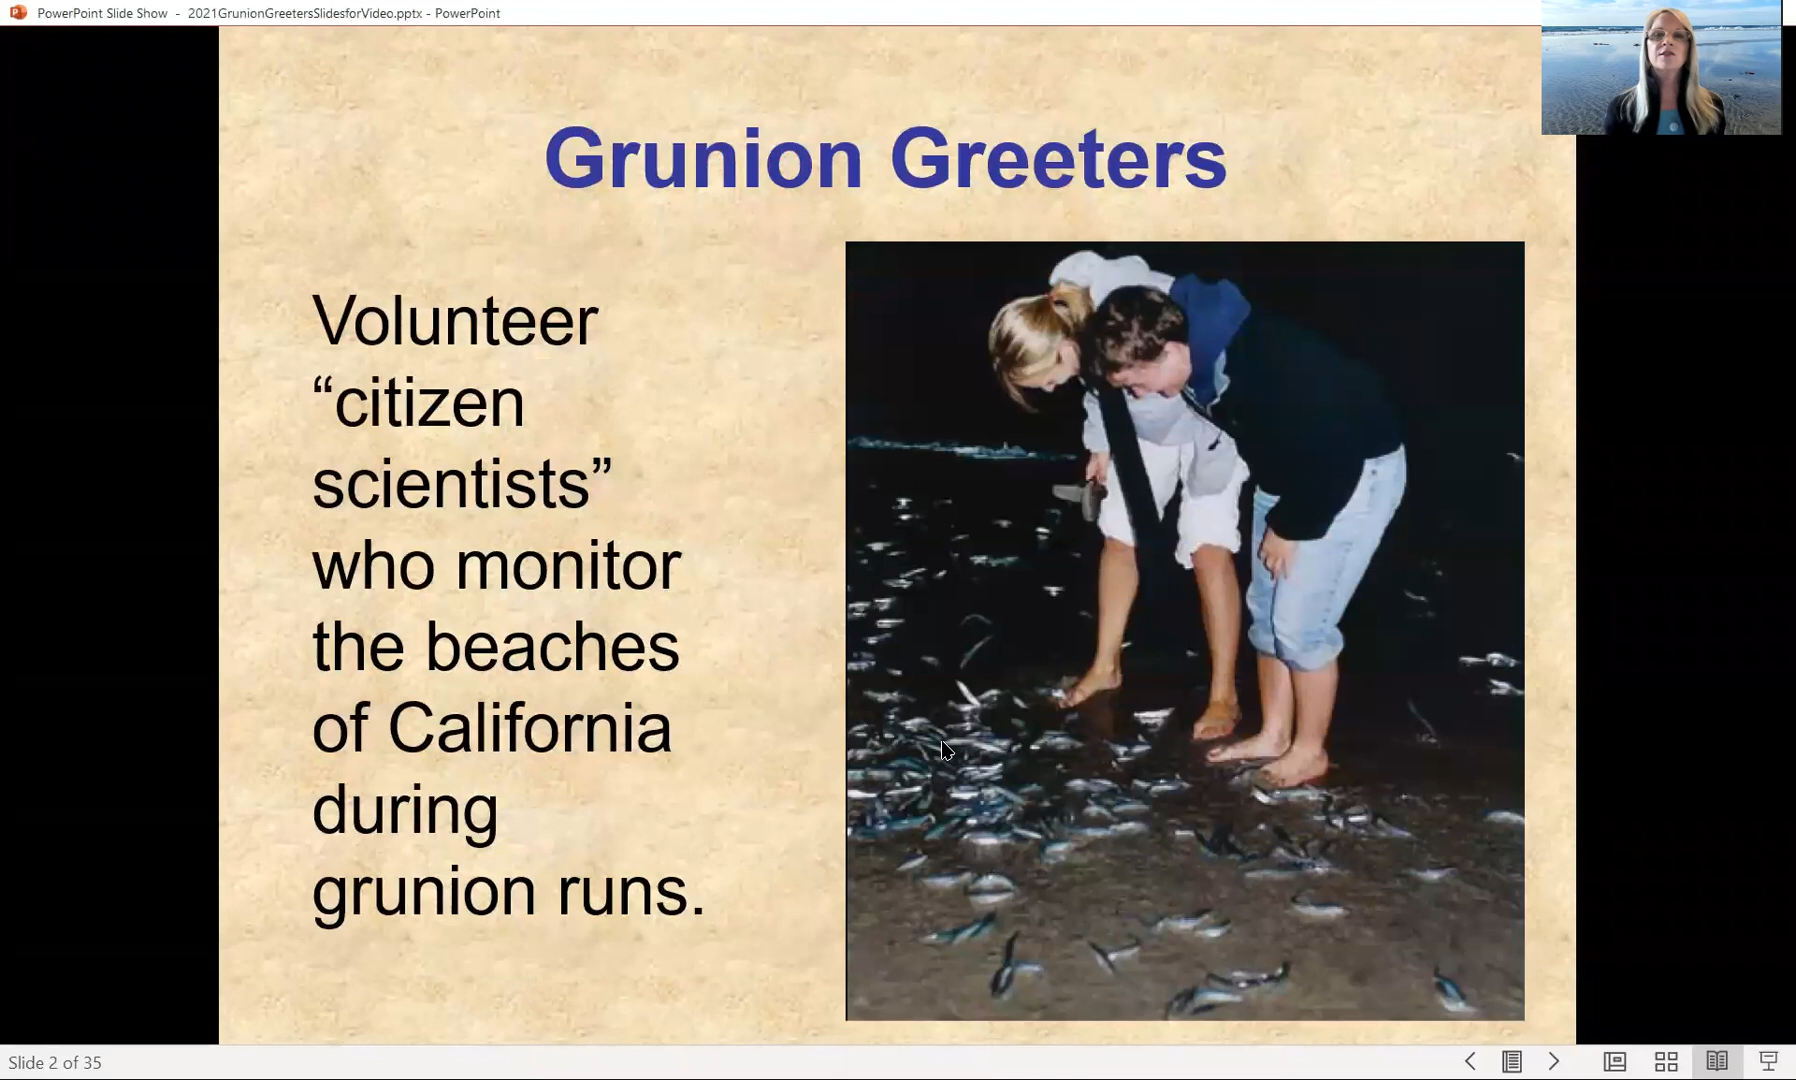 PowerPoint Slide Show - 2021GrunionGreetersSlidesforVideo.pptx - PowerPoint
Grunion Greeters
Volunteer
“citizen
scientists”
who monitor
the beaches
of California
during
grunion runs.
Slide 2 of 35